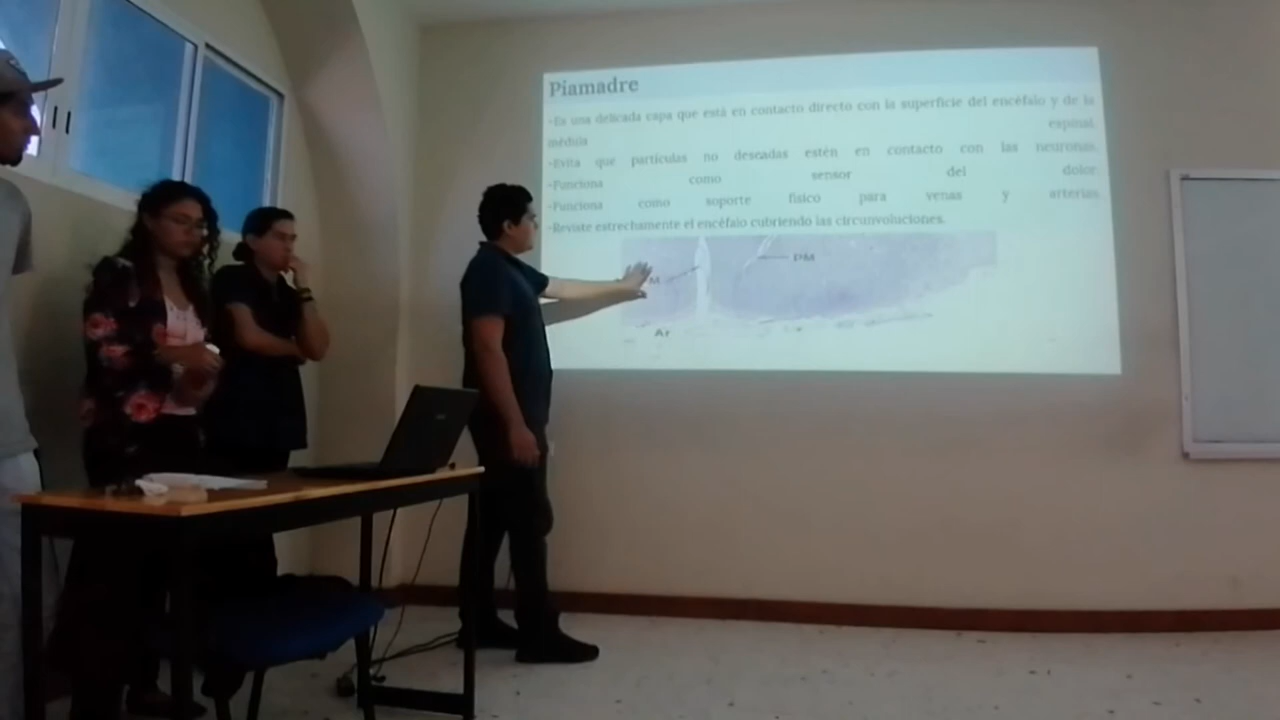 Piamadre
-Es una delicada capa que está en contacto directo con la superficie del encéfalo y de la
médula espinal.
-Evita que partículas no deseadas estén en contacto con las neuronas.
-Funciona como sensor del dolor.
-Funciona como soporte físico para venas y arterias.
-Reviste estrechamente el encéfalo cubriendo las circunvoluciones.
PM
Ar